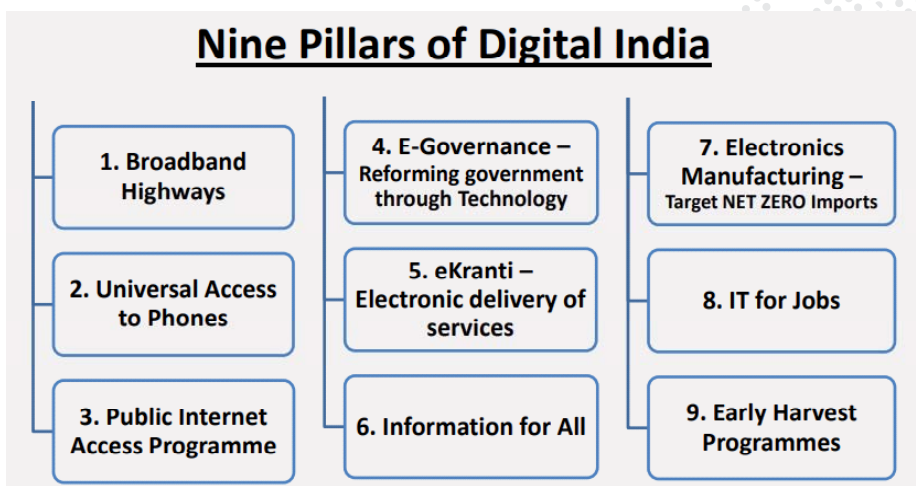 Nine Pillars of Digital India
1. Broadband
Highways
2. Universal Access
to Phones
3. Public Internet
Access Programme
4. E-Governance –
Reforming government
through Technology
5. eKranti –
Electronic delivery of
services
6. Information for All
7. Electronics
Manufacturing –
Target NET ZERO Imports
8. IT for Jobs
9. Early Harvest
Programmes